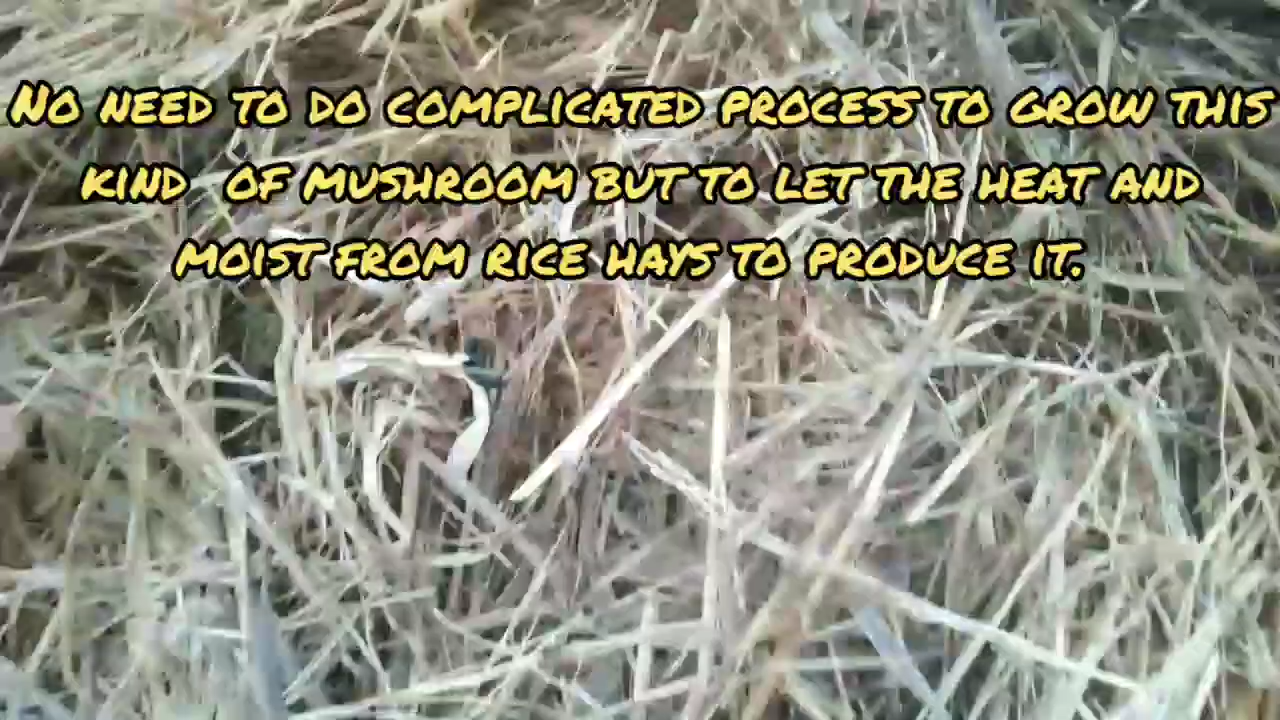 No need to do complicated process to grow this
kind of mushroom but to let the heat and
moist from rice hays to produce it.